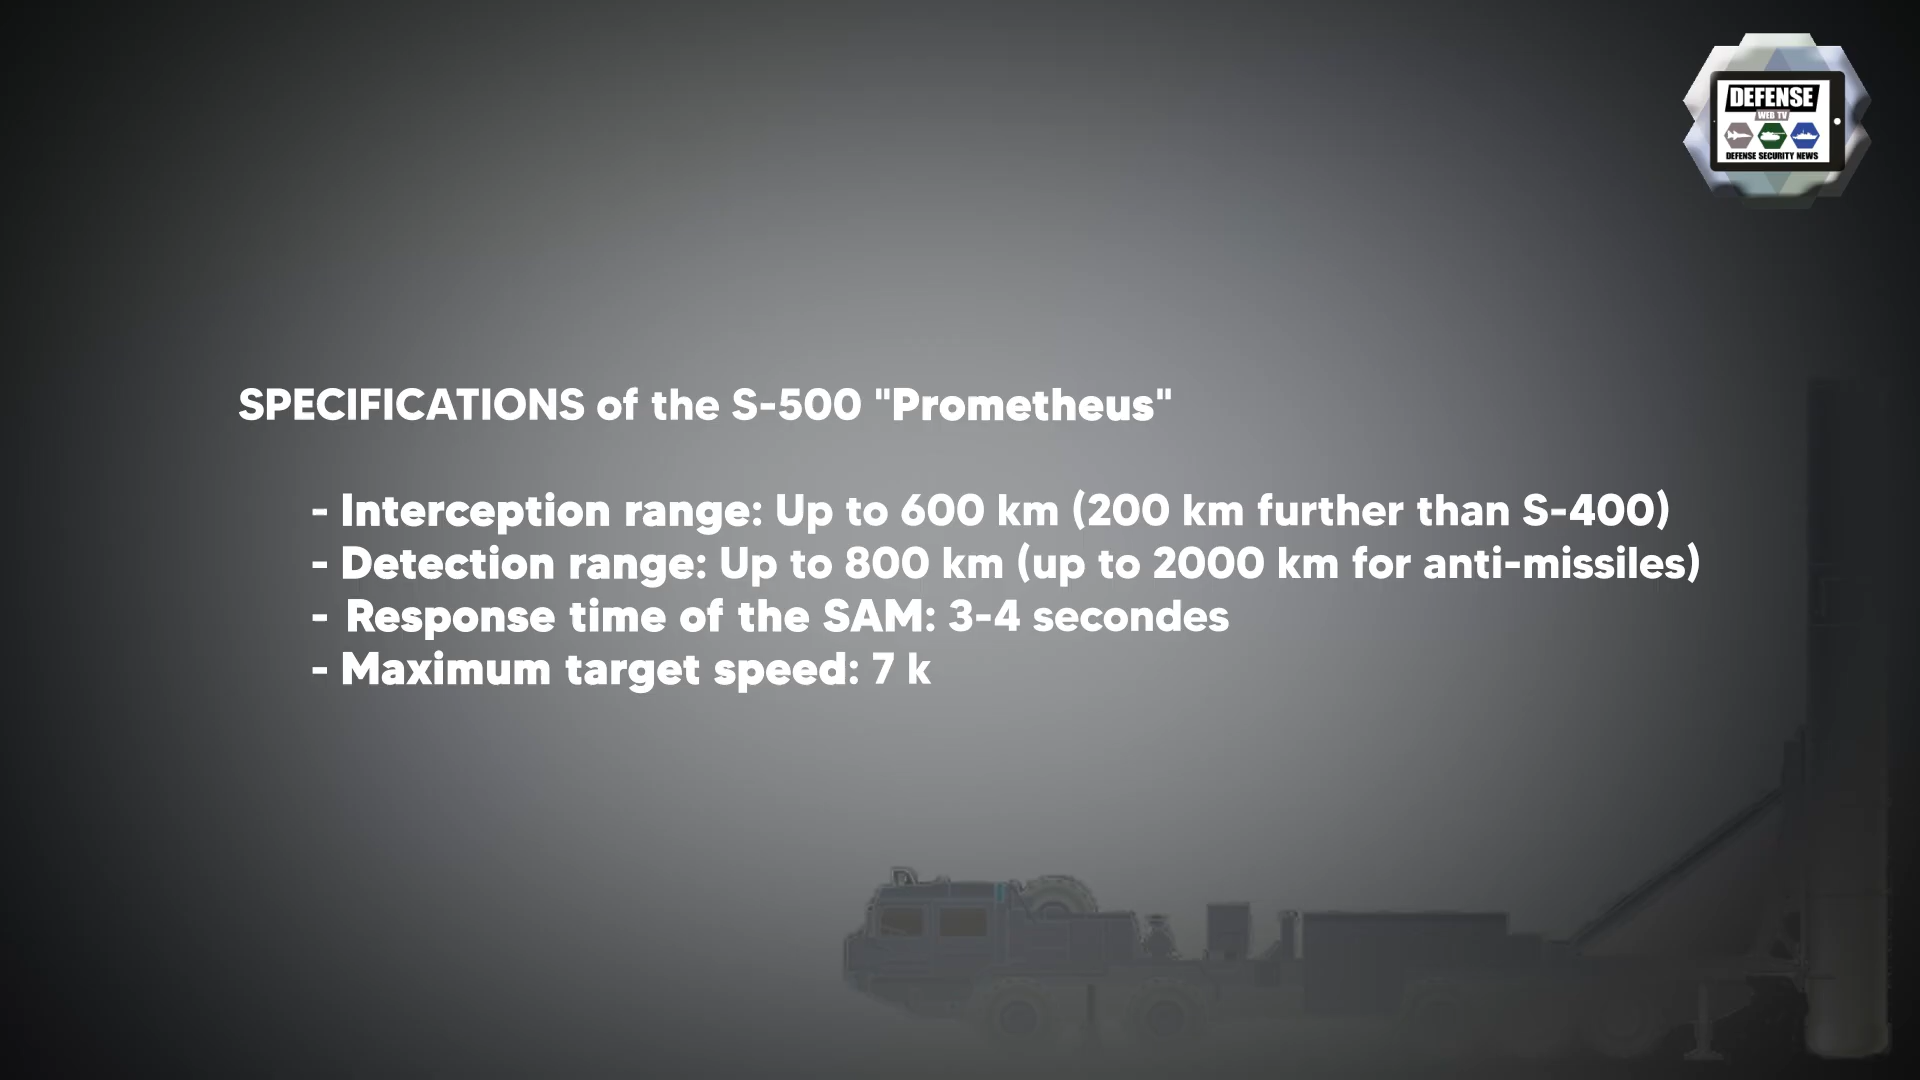 DEFENSE
WEB TV
DEFENSE SECURITY NEWS
SPECIFICATIONS of the S-500 "Prometheus"
- Interception range: Up to 600 km (200 km further than S-400)
- Detection range: Up to 800 km (up to 2000 km for anti-missiles)
- Response time of the SAM: 3-4 secondes
- Maximum target speed: 7 k